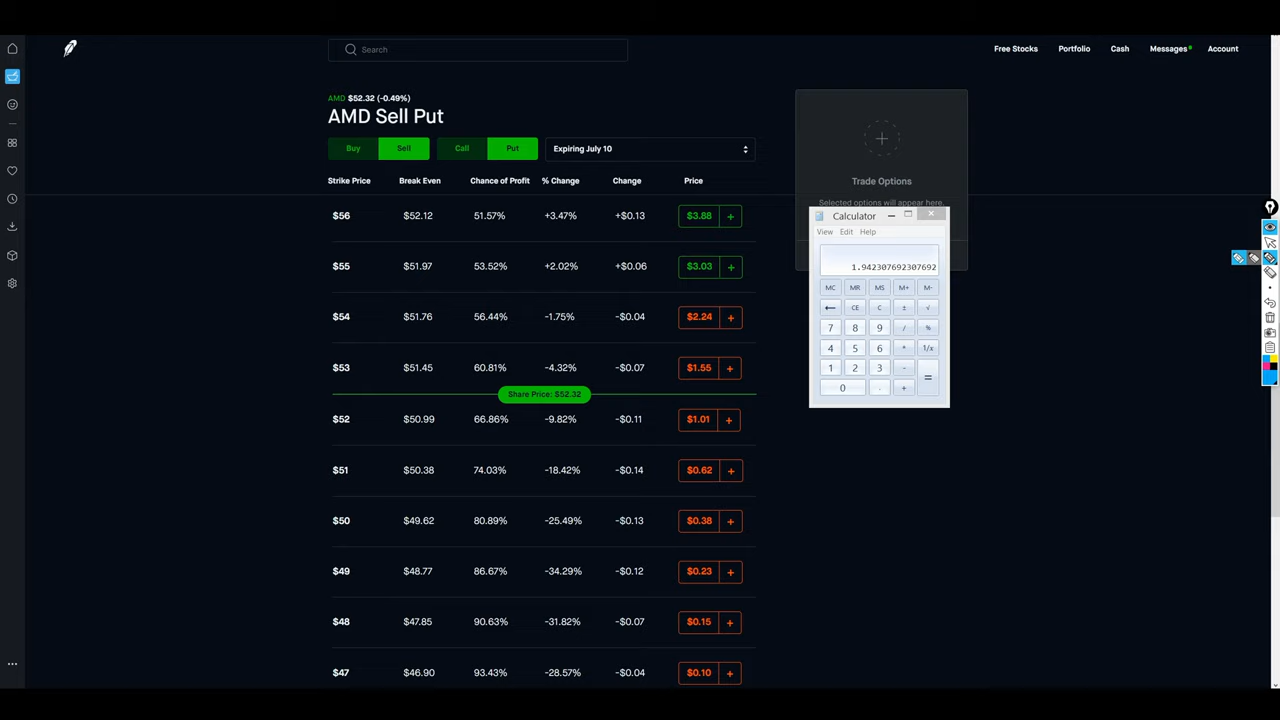 Search
Free Stocks Portfolio Cash Messages Account
AMD $52.32 (-0.49%)
AMD Sell Put
Buy Sell Call Put Expiring July 10
Trade Options
Selected options will appear here.
Strike Price Break Even Chance of Profit % Change Change Price
$56 $52.12 51.57% +3.47% +$0.13 $3.88 +
$55 $51.97 53.52% +2.02% +$0.06 $3.03 +
$54 $51.76 56.44% -1.75% -$0.04 $2.24 +
$53 $51.45 60.81% -4.32% -$0.07 $1.55 +
Share Price: $52.32
$52 $50.99 66.86% -9.82% -$0.11 $1.01 +
$51 $50.38 74.03% -18.42% -$0.14 $0.62 +
$50 $49.62 80.89% -25.49% -$0.13 $0.38 +
$49 $48.77 86.67% -34.29% -$0.12 $0.23 +
$48 $47.85 90.63% -31.82% -$0.07 $0.15 +
$47 $46.90 93.43% -28.57% -$0.04 $0.10 +
Calculator
View Edit Help
1.942307692307692
MC MR MS M+ M-
← CE C ± √
7 8 9 / %
4 5 6 * 1/x
1 2 3 - =
0 . +